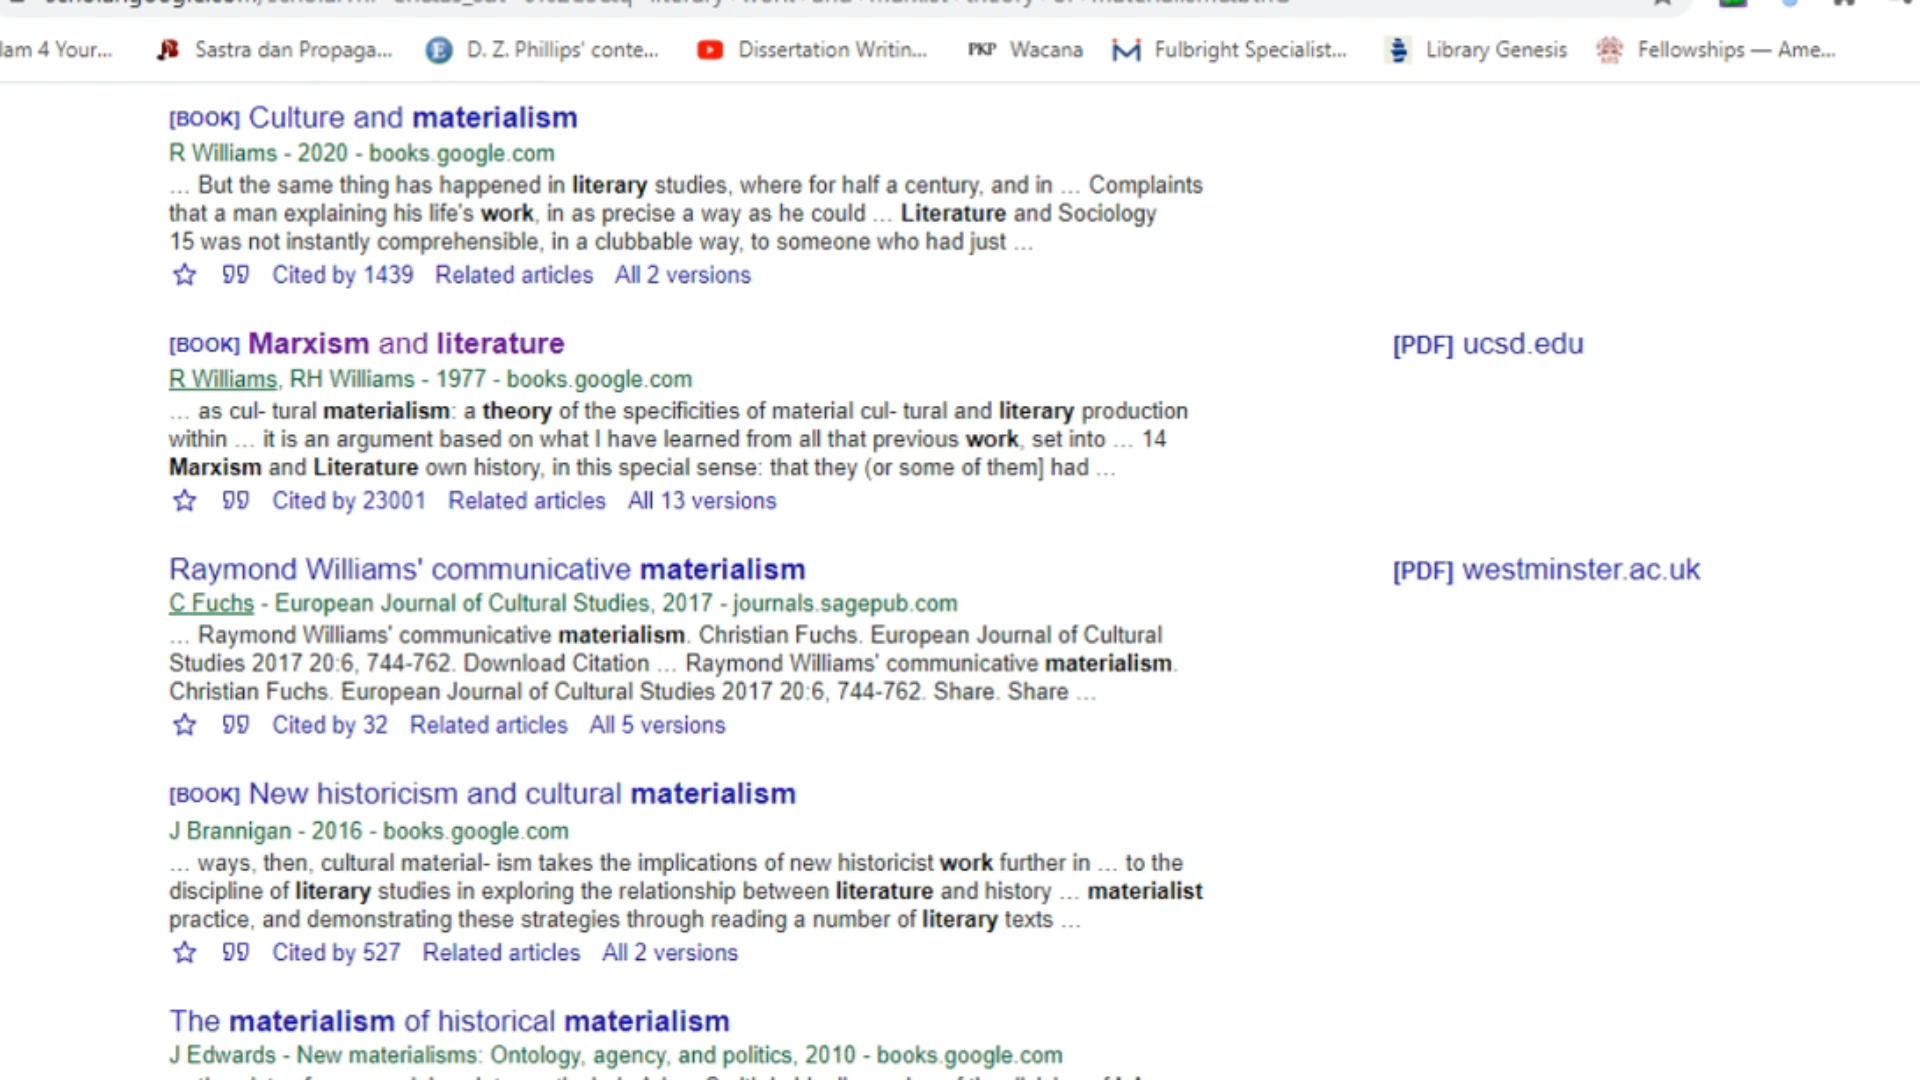 lam 4 Your... Sastra dan Propaga... D. Z. Phillips' conte... Dissertation Writin... PKP Wacana Fulbright Specialist... Library Genesis Fellowships — Ame...
[BOOK] Culture and materialism
R Williams - 2020 - books.google.com
... But the same thing has happened in literary studies, where for half a century, and in ... Complaints
that a man explaining his life's work, in as precise a way as he could ... Literature and Sociology
15 was not instantly comprehensible, in a clubbable way, to someone who had just ...
Cited by 1439 Related articles All 2 versions
[BOOK] Marxism and literature [PDF] ucsd.edu
R Williams, RH Williams - 1977 - books.google.com
... as cul- tural materialism: a theory of the specificities of material cul- tural and literary production
within ... it is an argument based on what I have learned from all that previous work, set into ... 14
Marxism and Literature own history, in this special sense: that they (or some of them] had ...
Cited by 23001 Related articles All 13 versions
Raymond Williams' communicative materialism [PDF] westminster.ac.uk
C Fuchs - European Journal of Cultural Studies, 2017 - journals.sagepub.com
... Raymond Williams' communicative materialism. Christian Fuchs. European Journal of Cultural
Studies 2017 20:6, 744-762. Download Citation ... Raymond Williams' communicative materialism.
Christian Fuchs. European Journal of Cultural Studies 2017 20:6, 744-762. Share. Share ...
Cited by 32 Related articles All 5 versions
[BOOK] New historicism and cultural materialism
J Brannigan - 2016 - books.google.com
... ways, then, cultural material- ism takes the implications of new historicist work further in ... to the
discipline of literary studies in exploring the relationship between literature and history ... materialist
practice, and demonstrating these strategies through reading a number of literary texts ...
Cited by 527 Related articles All 2 versions
The materialism of historical materialism
J Edwards - New materialisms: Ontology, agency, and politics, 2010 - books.google.com